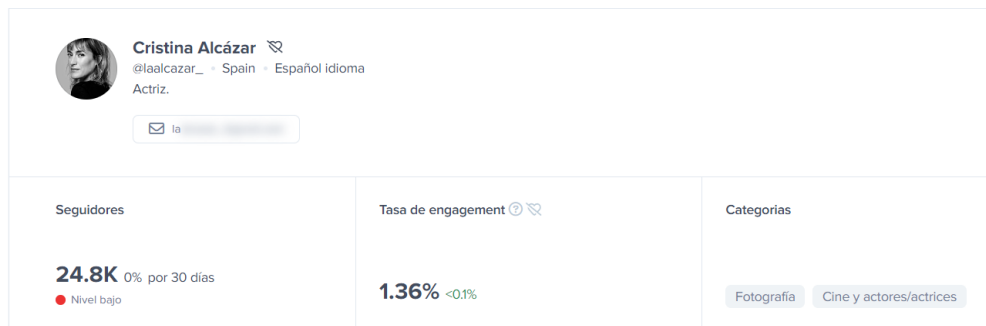 Cristina Alcázar
@laalcazar_ • Spain • Español idioma
Actriz.
la
Seguidores
24.8K 0% por 30 días
Nivel bajo
Tasa de engagement ?
1.36% <0.1%
Categorias
Fotografía Cine y actores/actrices